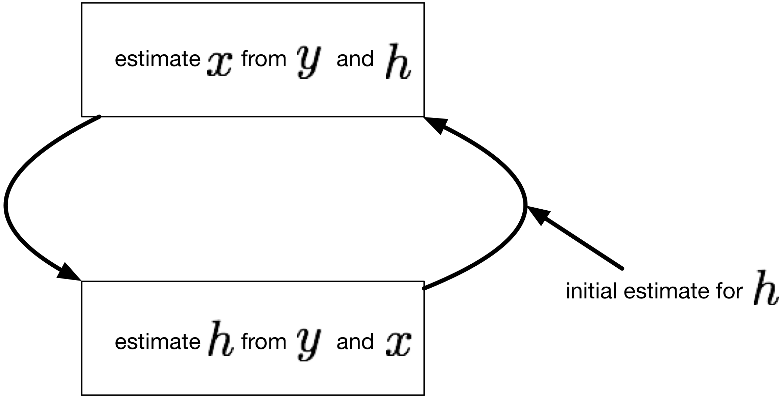 estimate x from y and h
initial estimate for h
estimate h from y and x